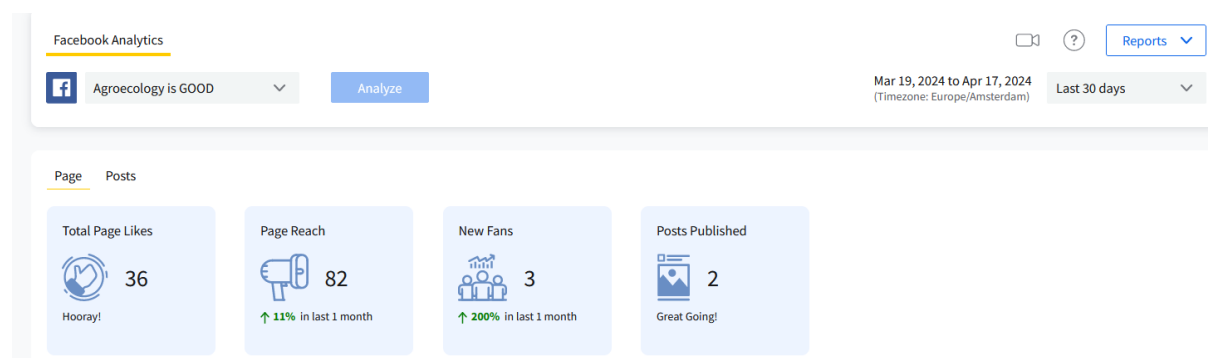 Facebook Analytics
? Reports
Agroecology is GOOD
Analyze
Mar 19, 2024 to Apr 17, 2024
(Timezone: Europe/Amsterdam)
Last 30 days
Page Posts
Total Page Likes
36
Hooray!
Page Reach
82
↑ 11% in last 1 month
New Fans
3
↑ 200% in last 1 month
Posts Published
2
Great Going!